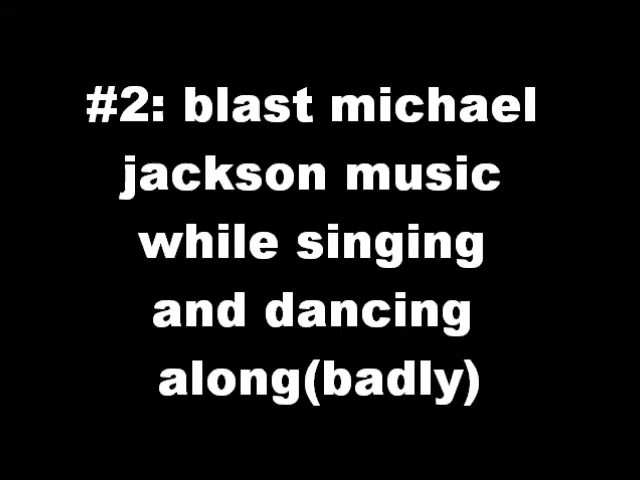 #2: blast michael
jackson music
while singing
and dancing
along(badly)